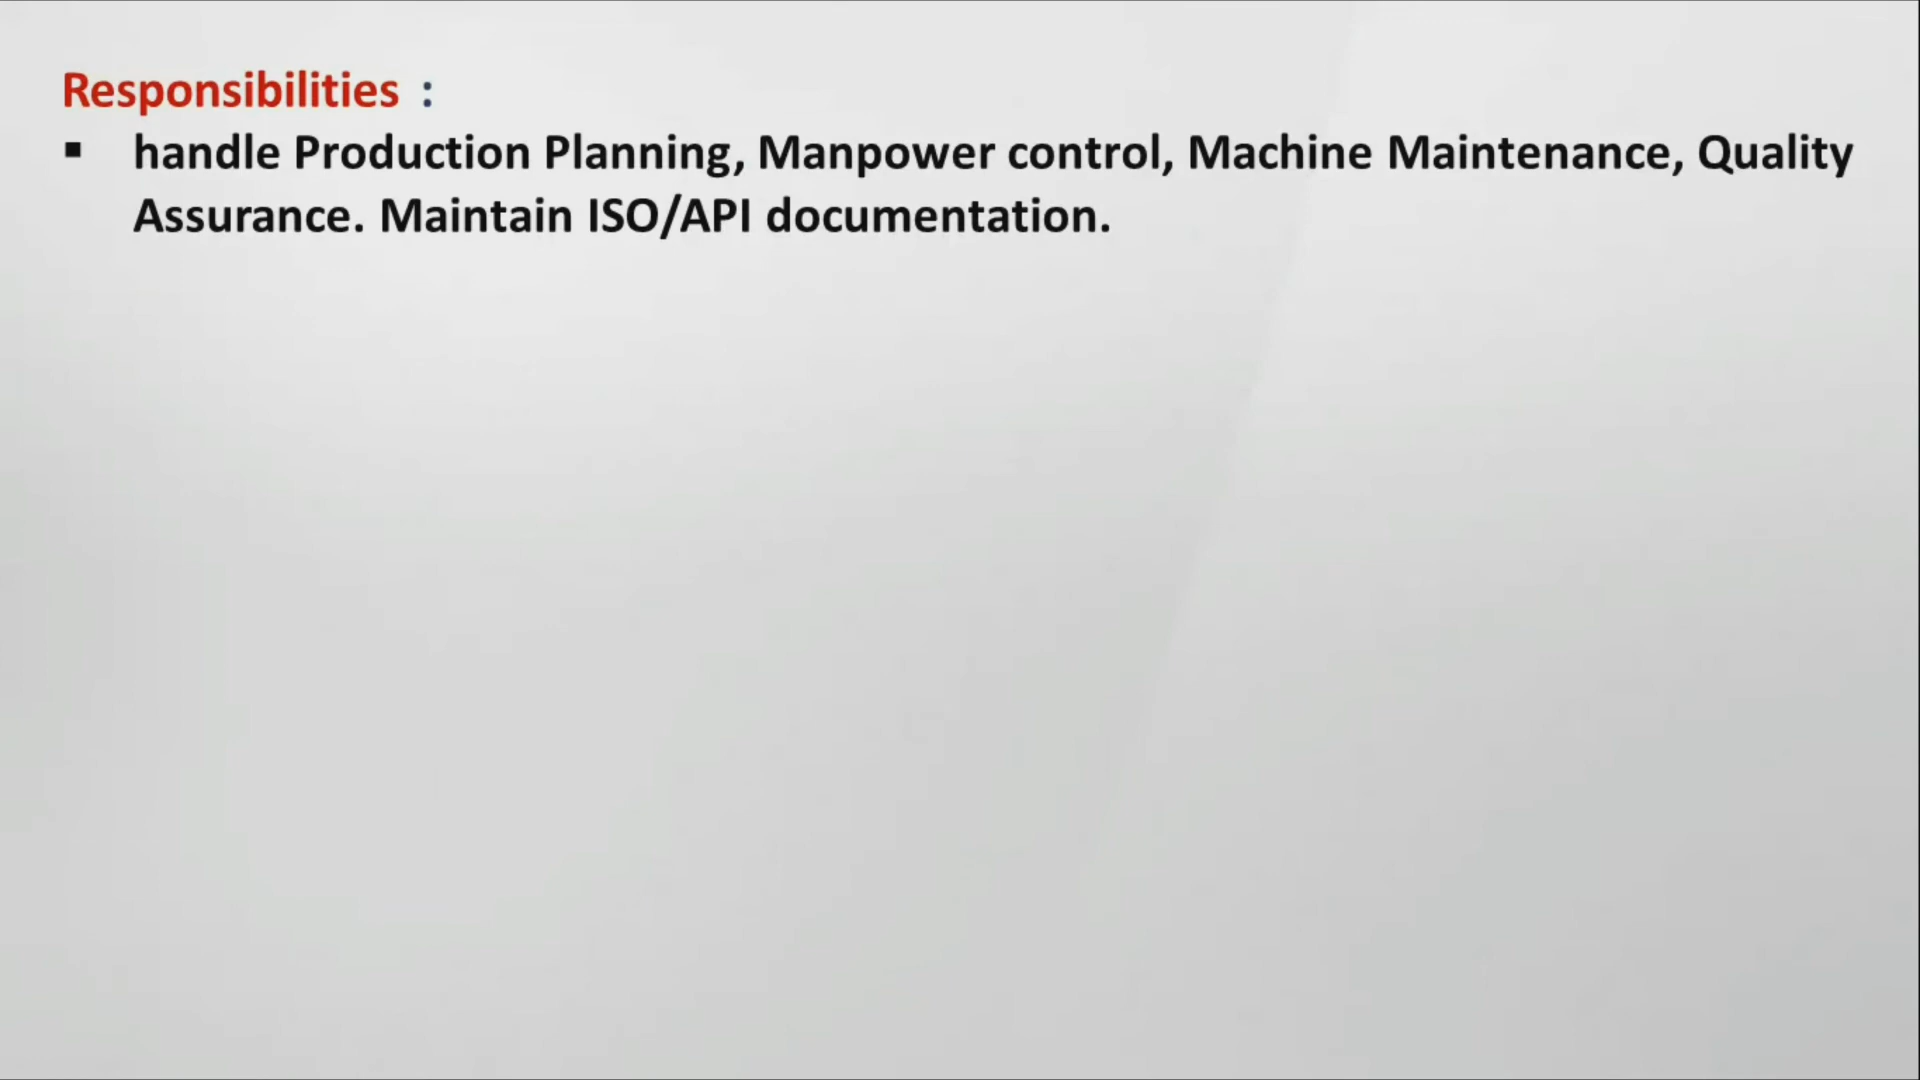 Responsibilities :
▪ handle Production Planning, Manpower control, Machine Maintenance, Quality
Assurance. Maintain ISO/API documentation.